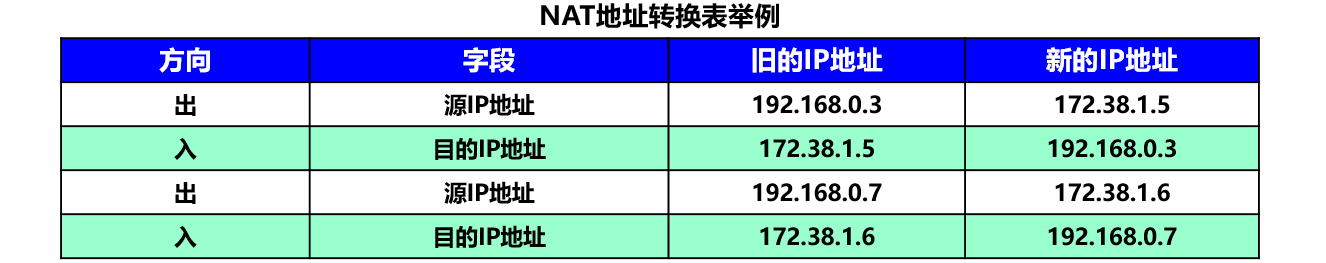 NAT地址转换表举例
方向 字段 旧的IP地址 新的IP地址
出 源IP地址 192.168.0.3 172.38.1.5
入 目的IP地址 172.38.1.5 192.168.0.3
出 源IP地址 192.168.0.7 172.38.1.6
入 目的IP地址 172.38.1.6 192.168.0.7